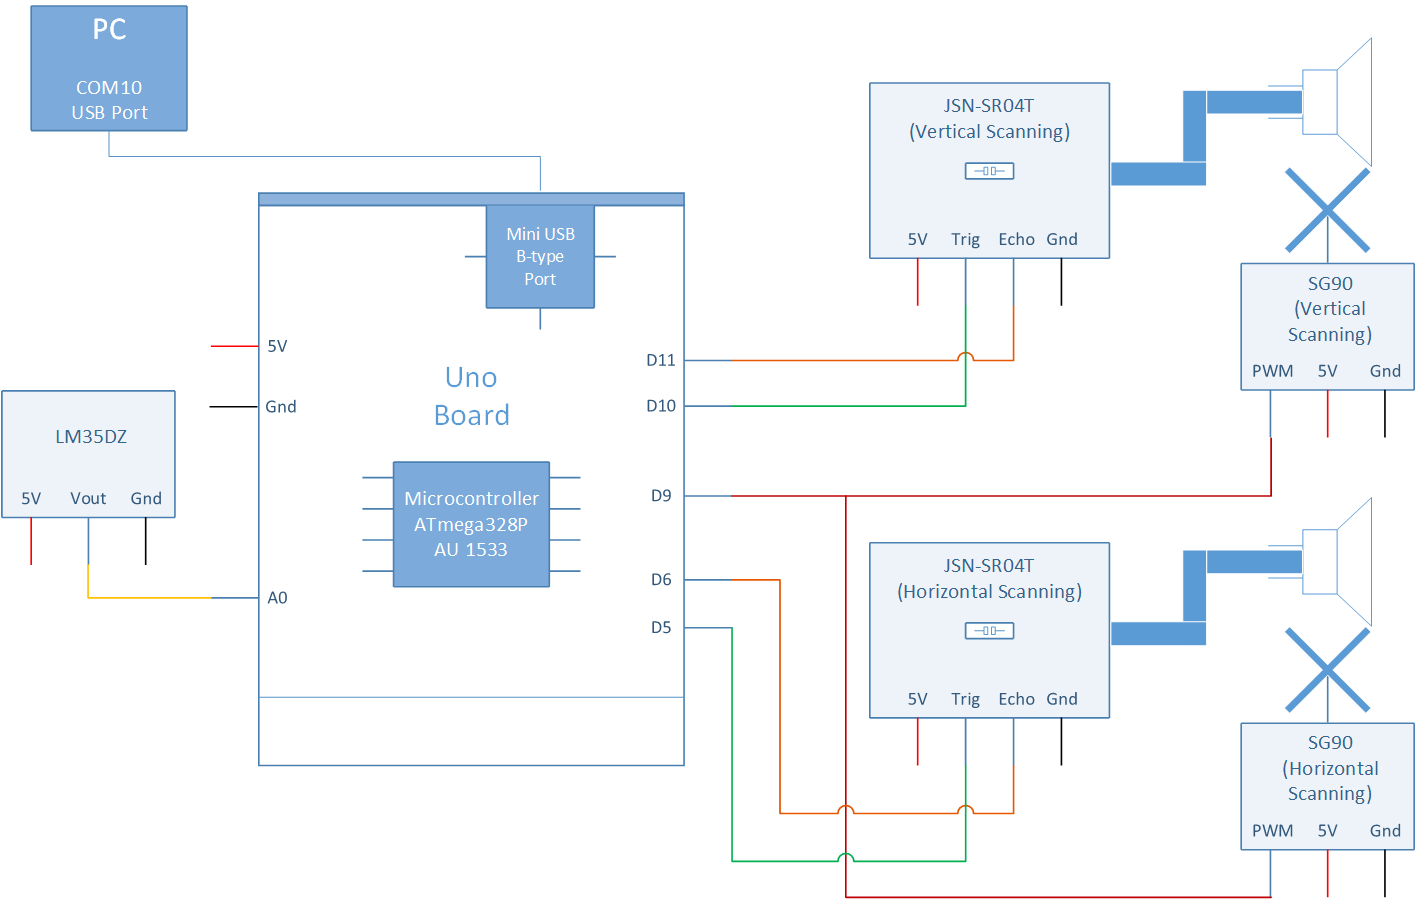 PC
COM10
USB Port
Mini USB
B-type
Port
5V
Gnd
A0
Uno
Board
Microcontroller
ATmega328P
AU 1533
D11
D10
D9
D6
D5
LM35DZ
5V Vout Gnd
JSN-SR04T
(Vertical Scanning)
5V Trig Echo Gnd
SG90
(Vertical
Scanning)
PWM 5V Gnd
JSN-SR04T
(Horizontal Scanning)
5V Trig Echo Gnd
SG90
(Horizontal
Scanning)
PWM 5V Gnd